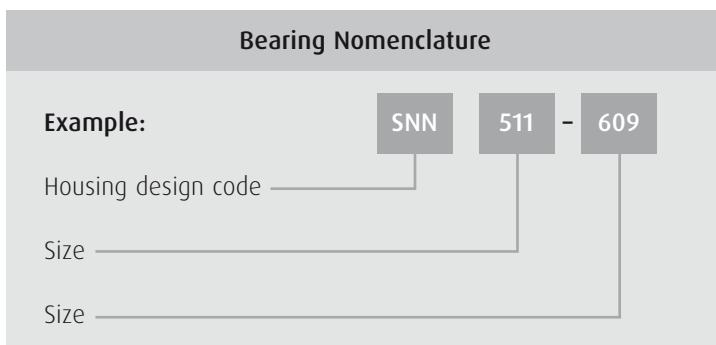 Bearing Nomenclature
Example: SNN 511 - 609
Housing design code
Size
Size